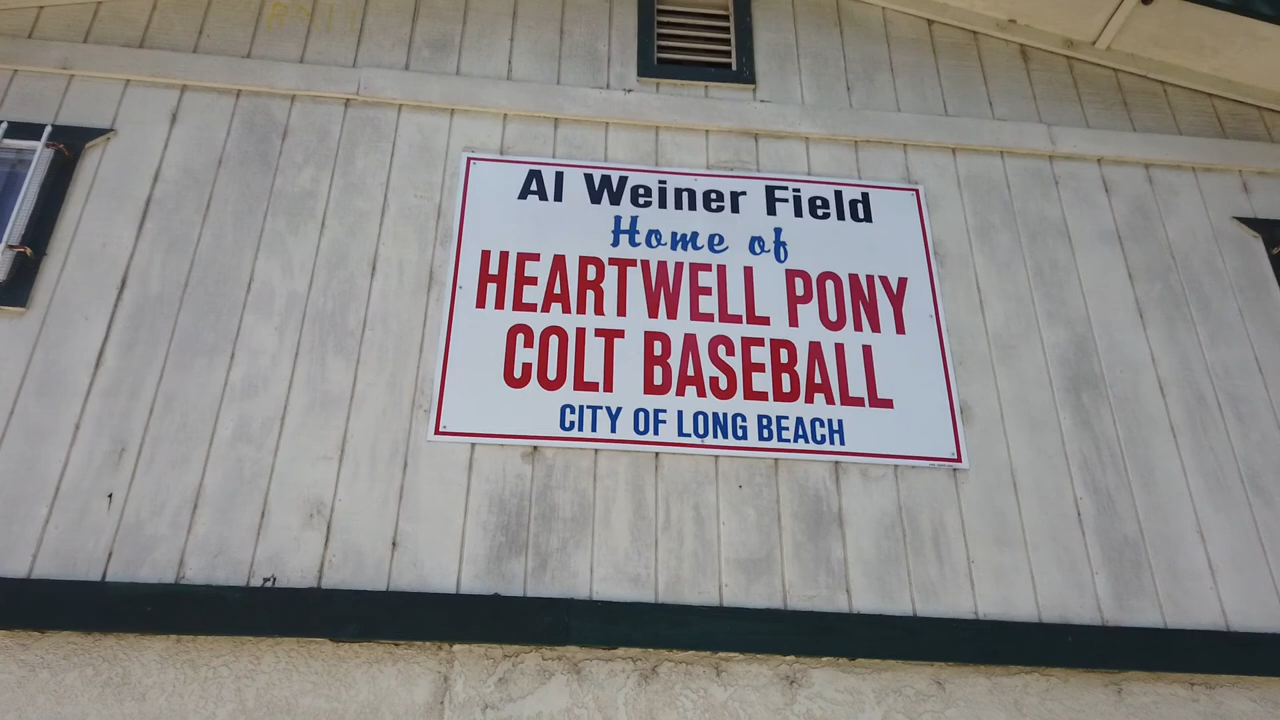 Al Weiner Field
Home of
HEARTWELL PONY
COLT BASEBALL
CITY OF LONG BEACH